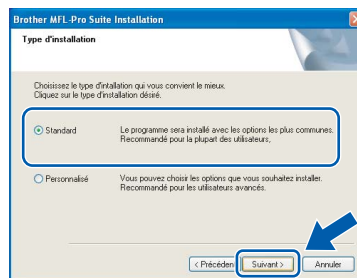 Brother MFL-Pro Suite Installation
Type d'installation
Choisissez le type d'intallation qui vous convient le mieux.
Cliquez sur le type d'installation désiré.
Standard
Le programme sera installé avec les options les plus communes.
Recommandé pour la plupart des utilisateurs,
Personnalisé
Vous pouvez choisir les options que vous souhaitez installer.
Recommandé pour les utilisateurs avancés.
< Précéden
Suivant >
Annuler